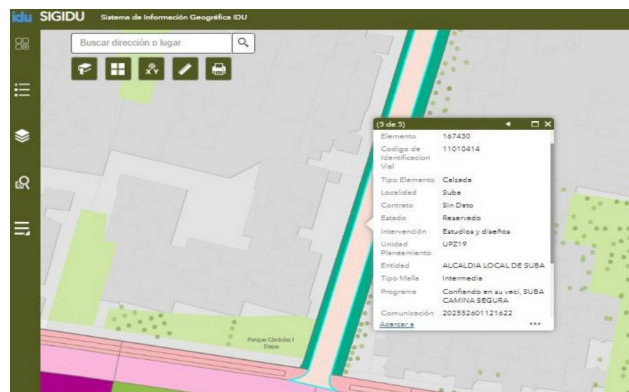 idu SIGIDU Sistema de Información Geográfica IDU
Buscar dirección o lugar
(5 de 5)
Elemento 167430
Codigo de Identificacion Vial 11010414
Tipo Elemento Calzada
Localidad Suba
Contrato Sin Dato
Estado Reservado
Intervención Estudios y diseños
Unidad Planeamiento UPZ19
Entidad ALCALDIA LOCAL DE SUBA
Tipo Malla Intermedia
Programa Confiando en su veci, SUBA CAMINA SEGURA
Comunicación 202552601121622
Acercar a
Parque Córdoba I
Etapa